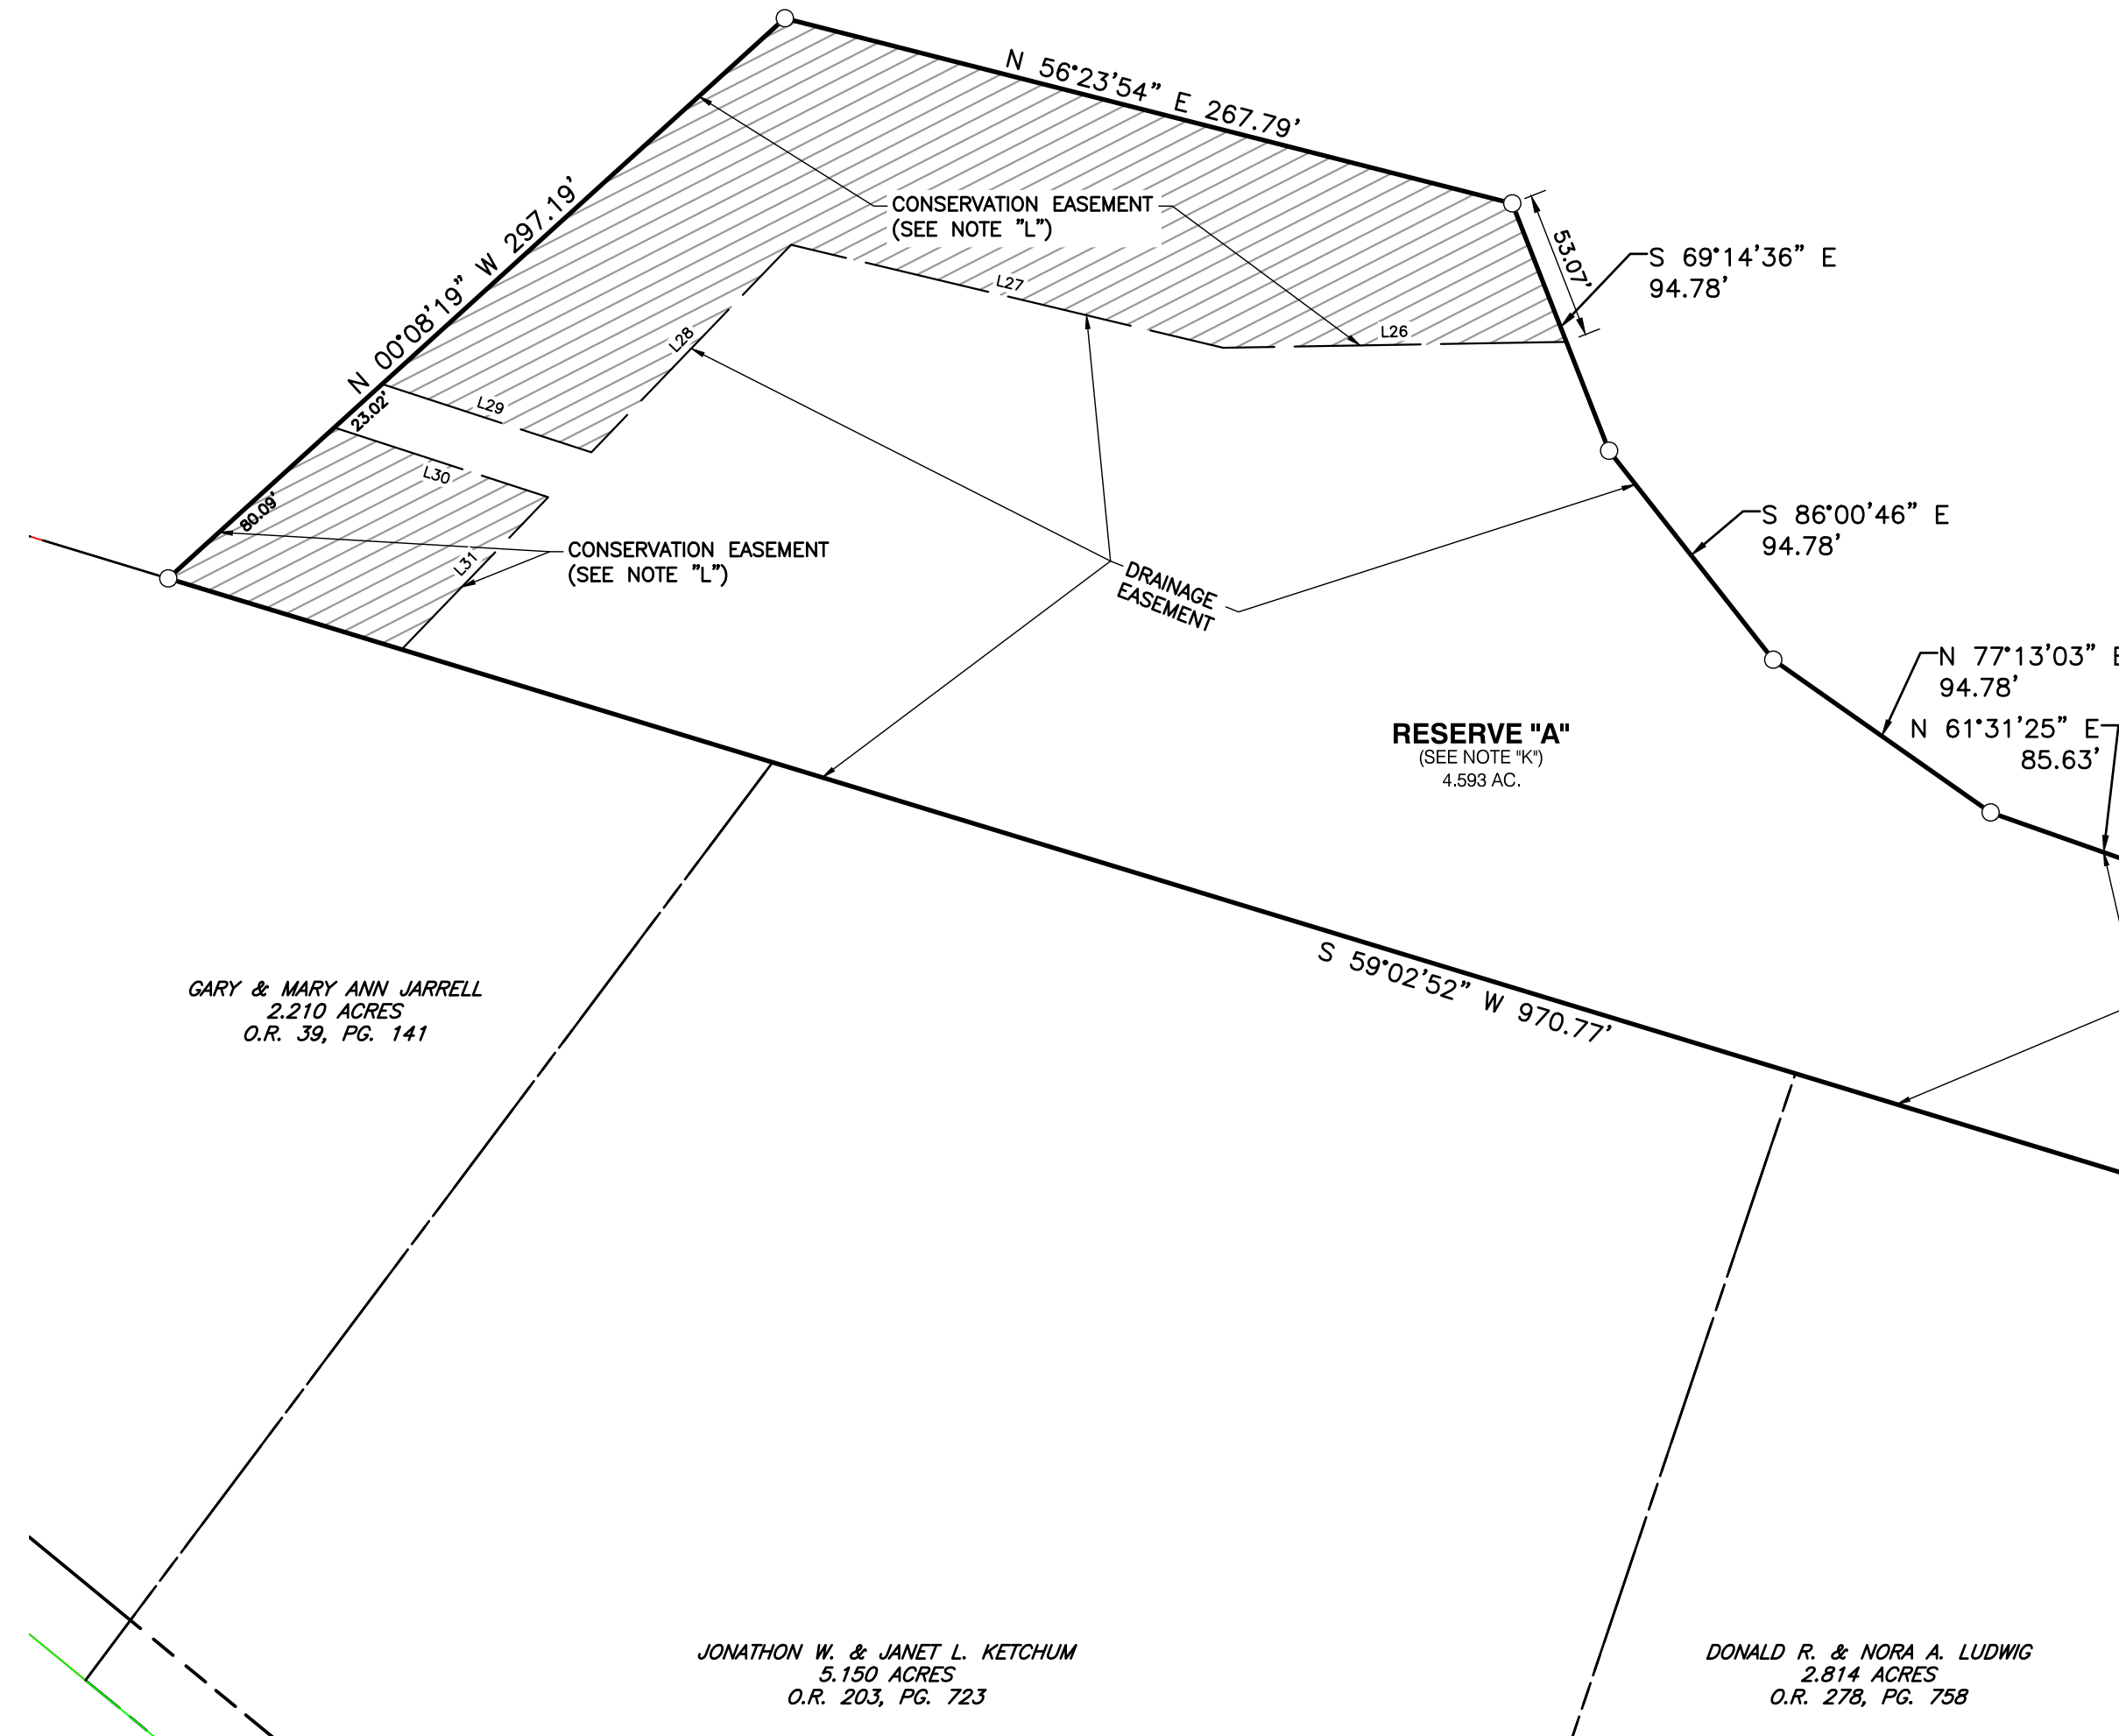 N 56°23'54" E 267.79'
CONSERVATION EASEMENT
(SEE NOTE "L")
53.07'
S 69°14'36" E
94.78'
N 00°08'19" W 297.19'
L27
L26
L28
L29
23.02'
L30
80.09'
L31
CONSERVATION EASEMENT
(SEE NOTE "L")
DRAINAGE
EASEMENT
S 86°00'46" E
94.78'
N 77°13'03" E
94.78'
N 61°31'25" E
85.63'
RESERVE "A"
(SEE NOTE "K")
4.593 AC.
S 59°02'52" W 970.77'
GARY & MARY ANN JARRELL
2.210 ACRES
O.R. 39, PG. 141
JONATHON W. & JANET L. KETCHUM
5.150 ACRES
O.R. 203, PG. 723
DONALD R. & NORA A. LUDWIG
2.814 ACRES
O.R. 278, PG. 758